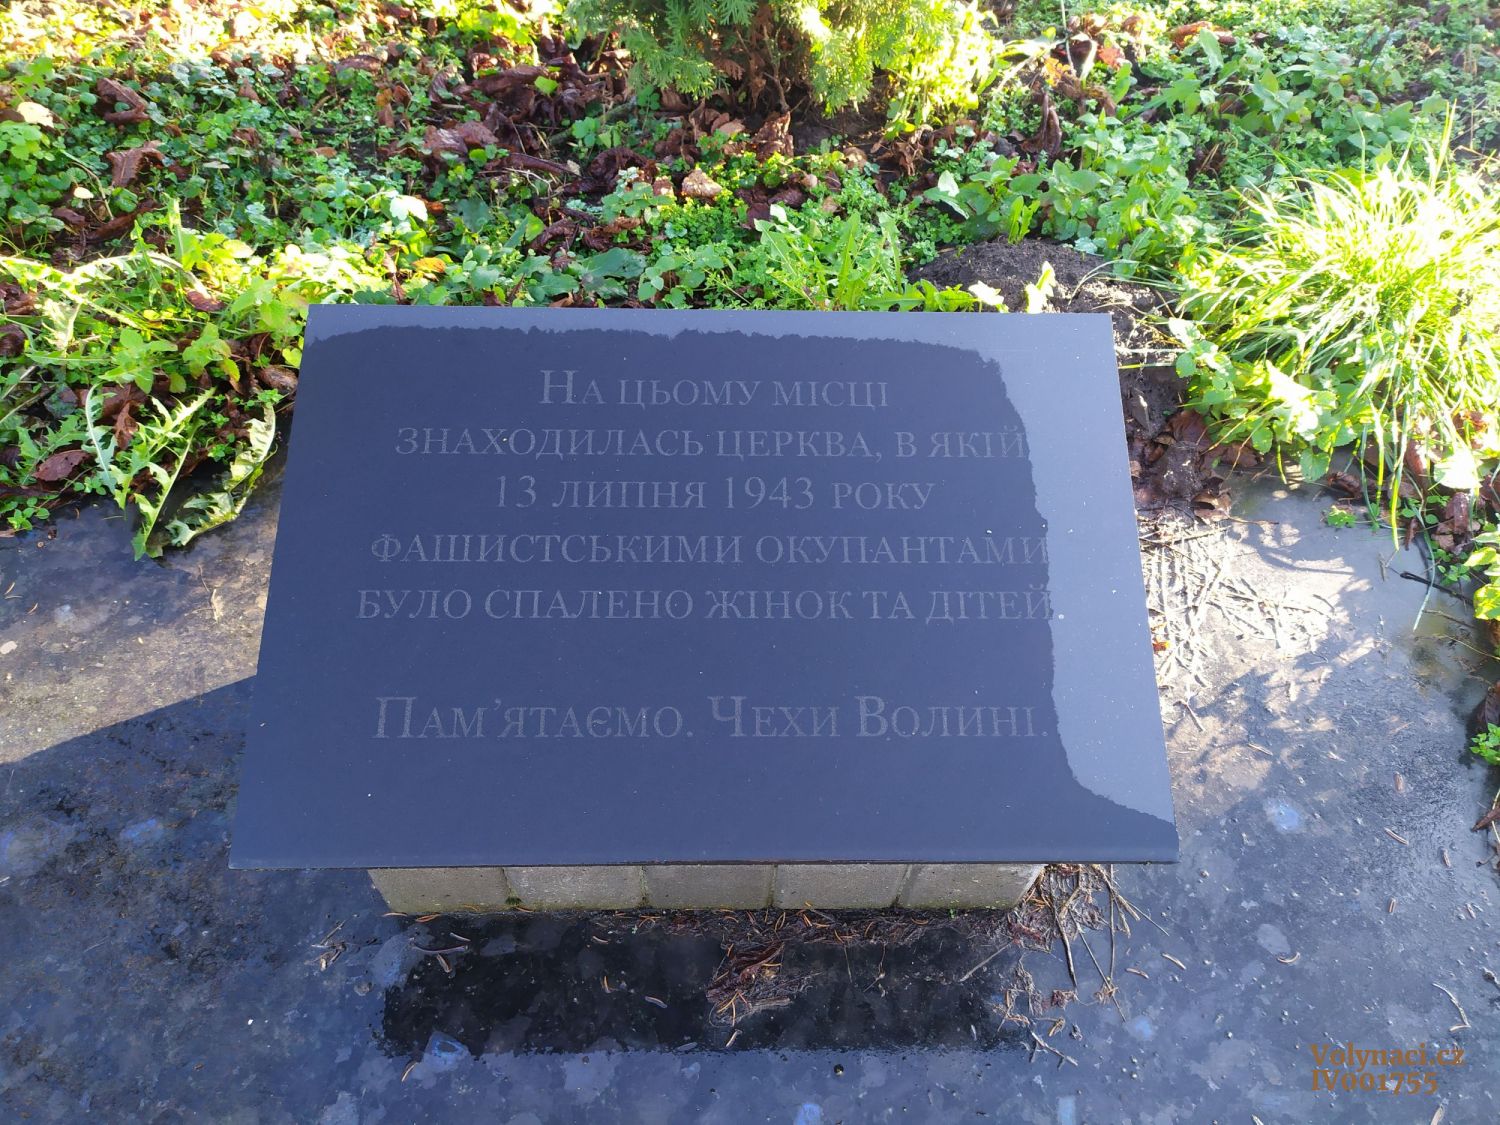 На цьому місці
знаходилась церква, в якій
13 липня 1943 року
фашистськими окупантами
було спалено жінок та дітей.
Пам'ятаємо. Чехи Волині.
Volynaci.cz
IV001755